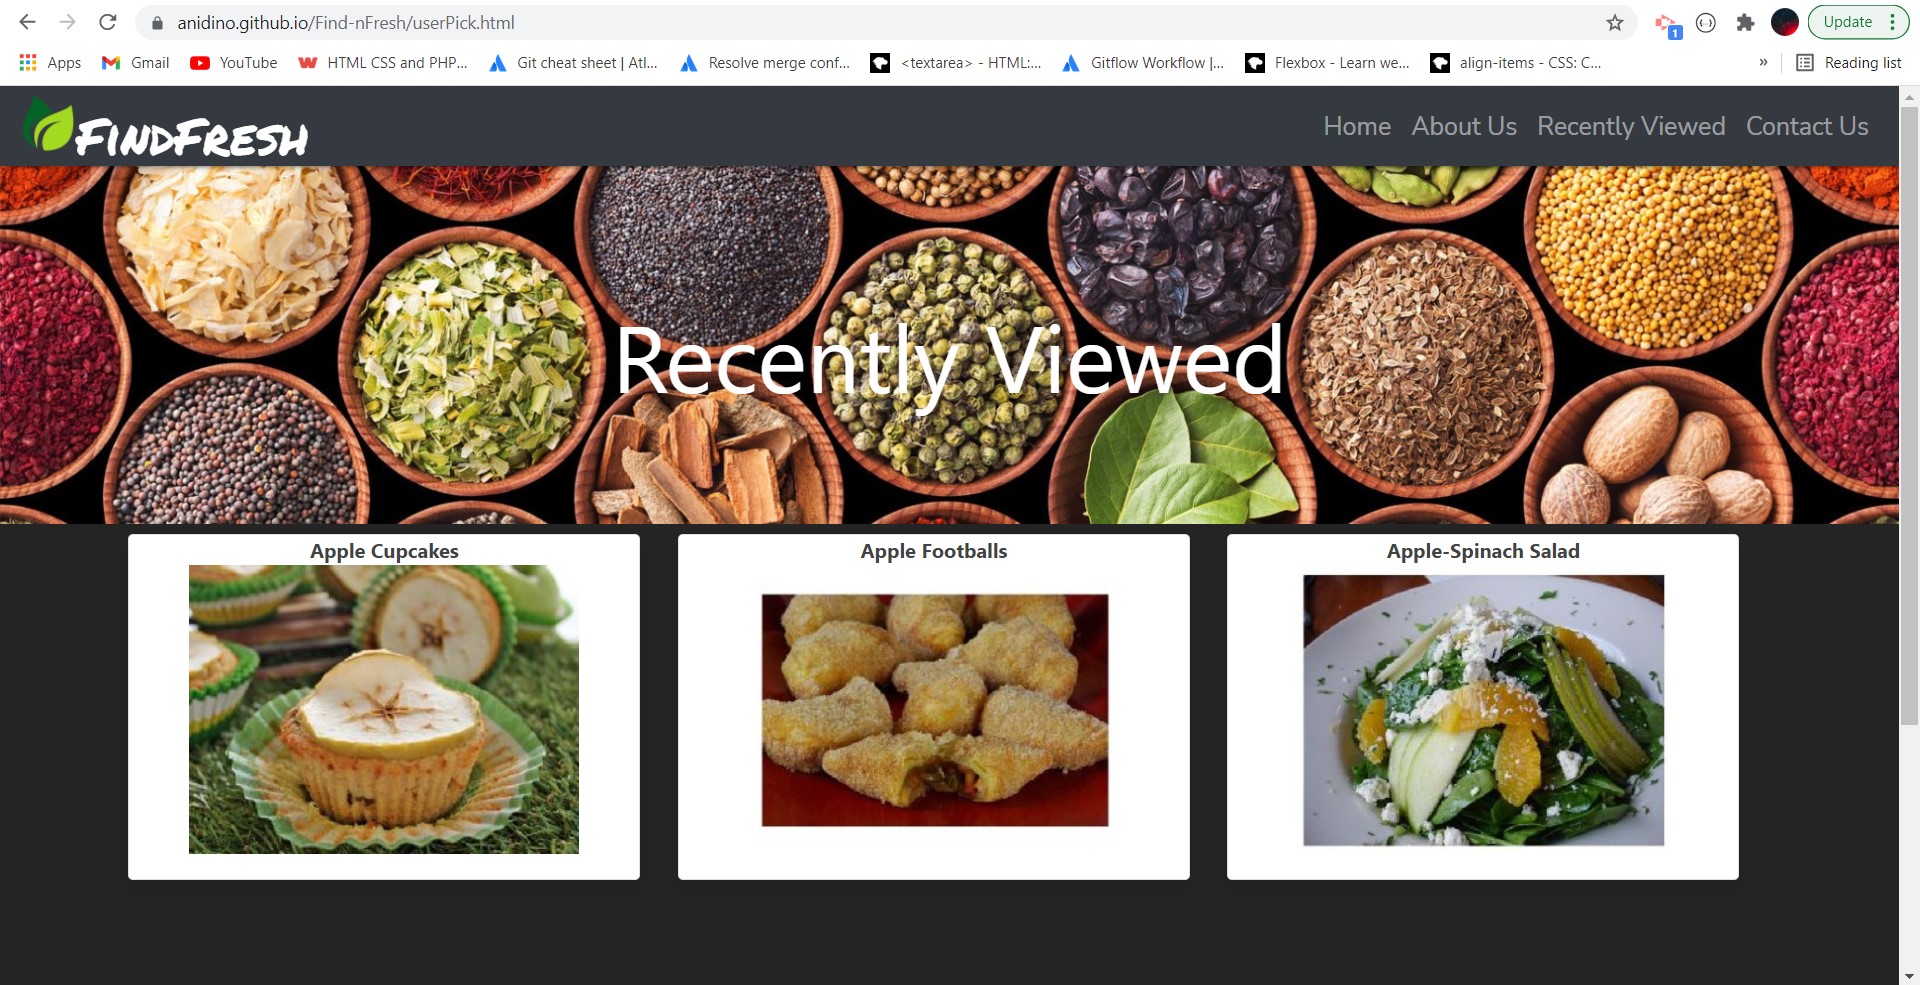 anidino.github.io/Find-nFresh/userPick.html
1
Update
Apps Gmail YouTube HTML CSS and PHP... Git cheat sheet | Atl... Resolve merge conf... <textarea> - HTML:... Gitflow Workflow |... Flexbox - Learn we... align-items - CSS: C... » Reading list
FINDFRESH
Home About Us Recently Viewed Contact Us
Recently Viewed
Apple Cupcakes
Apple Footballs
Apple-Spinach Salad